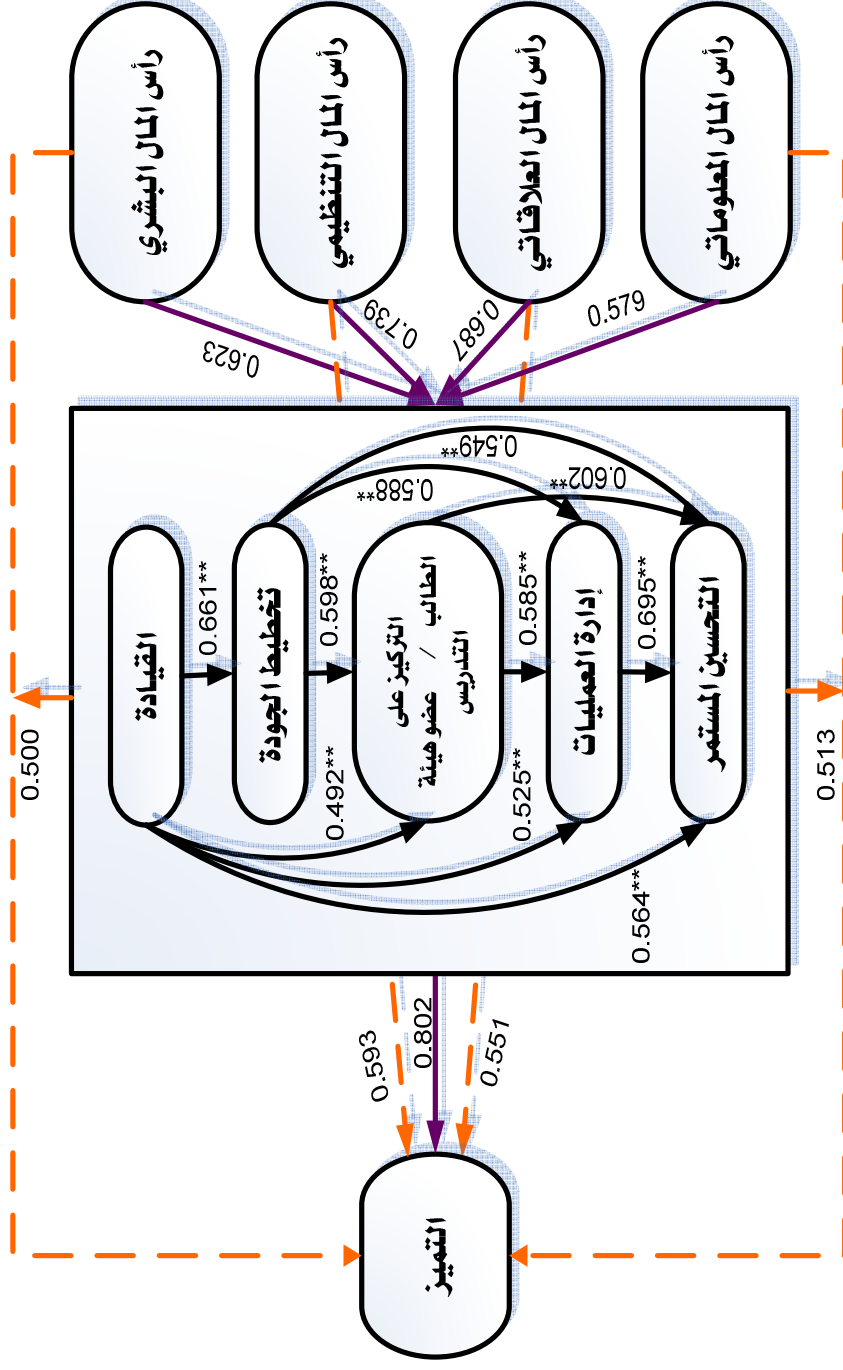 رأس المال البشري
رأس المال التنظيمي
رأس المال العلاقاتي
رأس المال المعلوماتي
0.623
0.739
0.687
0.579
0.549**
0.588**
0.602**
القيادة
0.661**
تخطيط الجودة
0.598**
التركيز على
الطالب / عضو هيئة
التدريس
0.585**
إدارة العمليات
0.695**
التحسين المستمر
0.492**
0.525**
0.564**
0.500
0.513
0.593
0.802
0.551
التميز